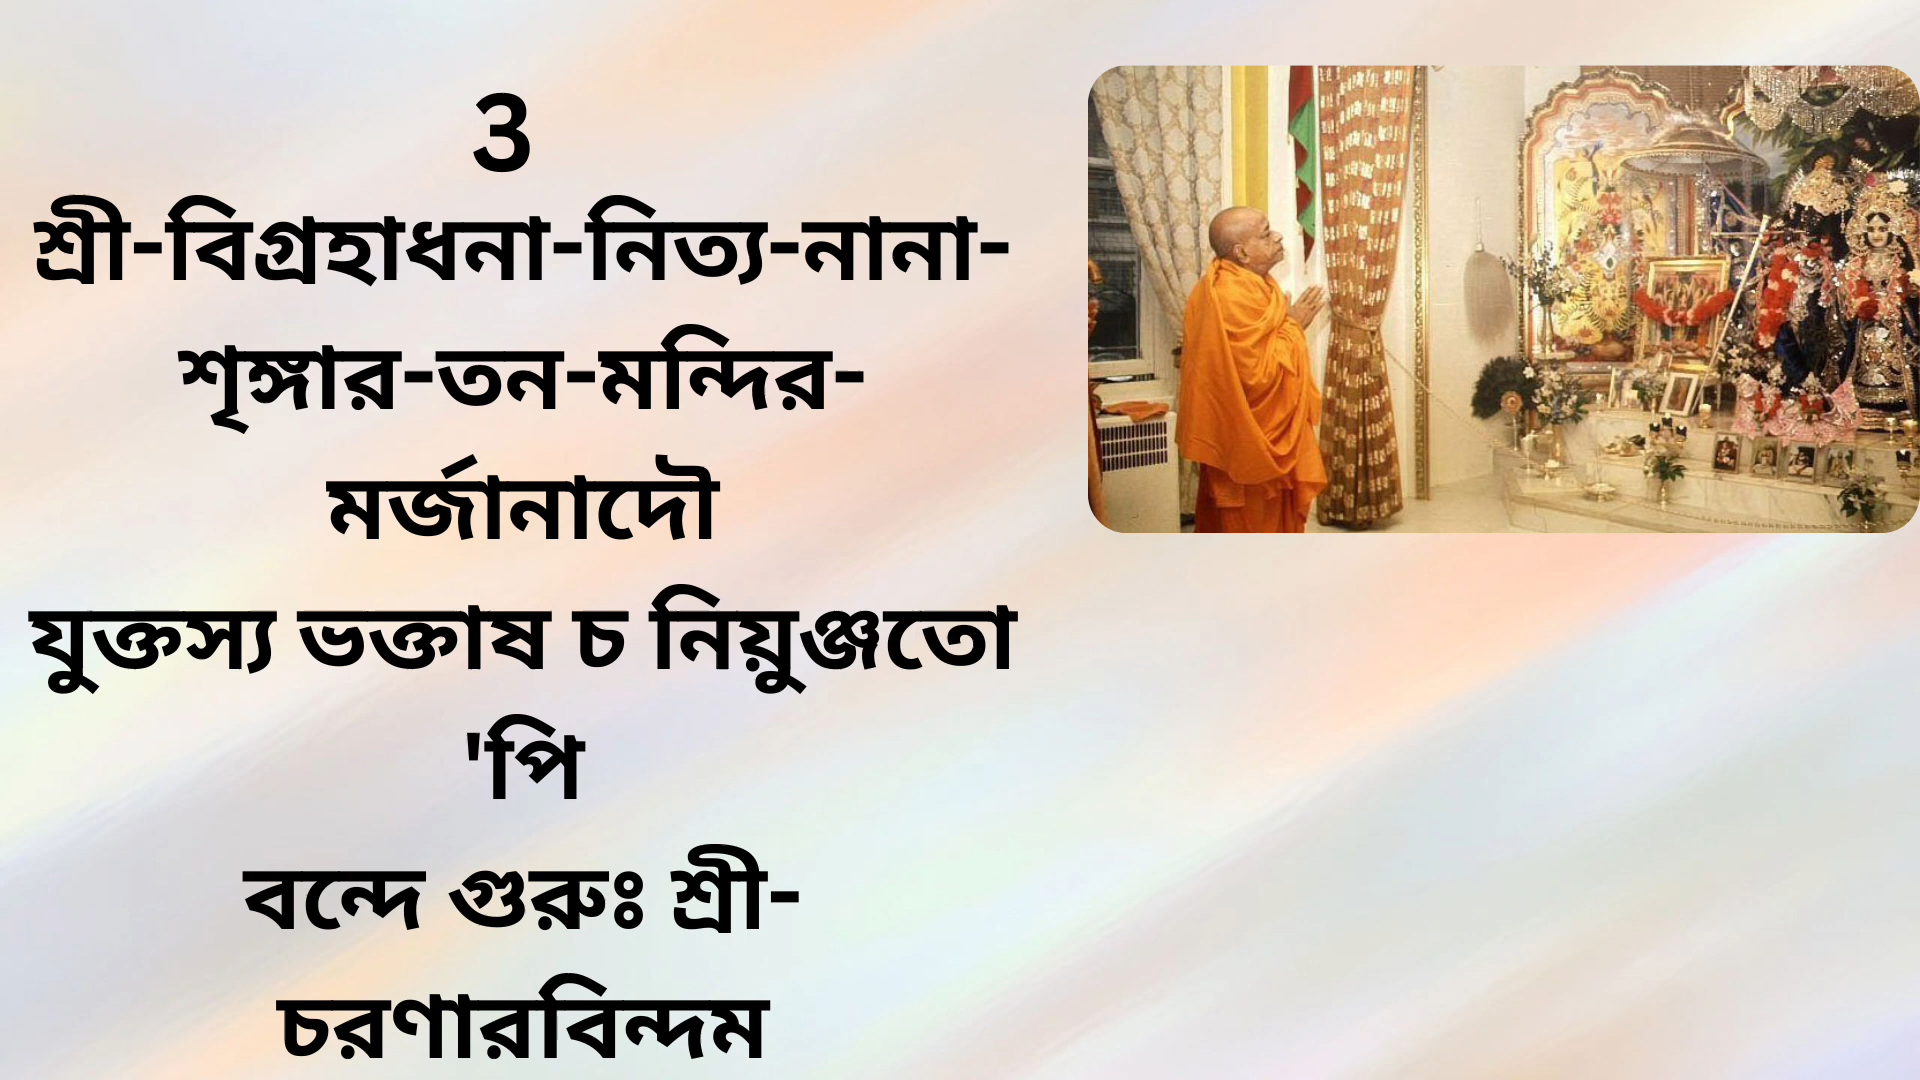 3
শ্রী-বিগ্রহাধনা-নিত্য-নানা-
শৃঙ্গার-তন-মন্দির-
মর্জানাদৌ
যুক্তস্য ভক্তাষ চ নিয়ুঞ্জতো
'পি
বন্দে গুরুঃ শ্রী-
চরণারবিন্দম